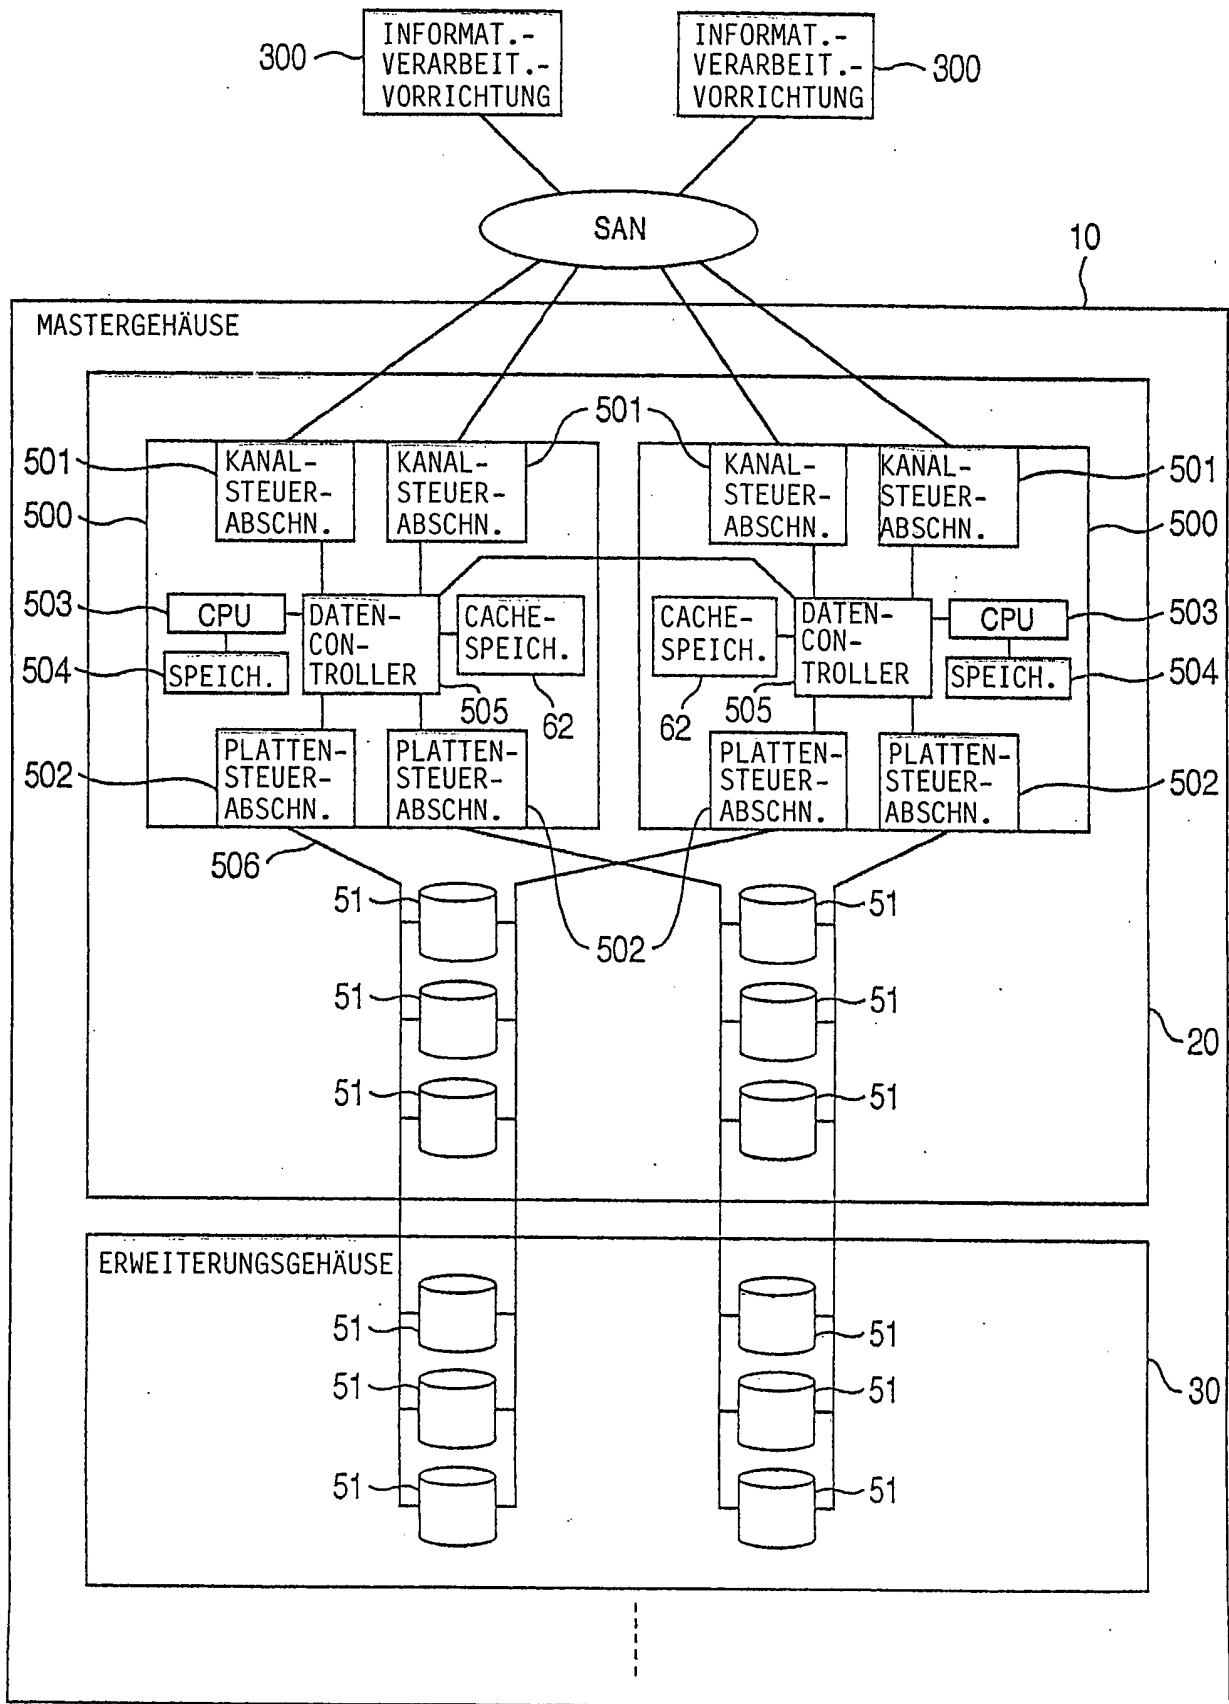 300
INFORMAT.-
VERARBEIT.-
VORRICHTUNG
INFORMAT.-
VERARBEIT.-
VORRICHTUNG
300
SAN
10
MASTERGEHÄUSE
501
501
KANAL-
STEUER-
ABSCHN.
KANAL-
STEUER-
ABSCHN.
KANAL-
STEUER-
ABSCHN.
KANAL-
STEUER-
ABSCHN.
501
500
500
503
CPU
DATEN-
CON-
TROLLER
CACHE-
SPEICH.
CACHE-
SPEICH.
DATEN-
CON-
TROLLER
CPU
503
504
SPEICH.
SPEICH.
504
505
62
62
505
502
PLATTEN-
STEUER-
ABSCHN.
PLATTEN-
STEUER-
ABSCHN.
PLATTEN-
STEUER-
ABSCHN.
PLATTEN-
STEUER-
ABSCHN.
502
506
51
51
502
51
51
20
51
51
ERWEITERUNGSGEHÄUSE
51
51
51
51
30
51
51